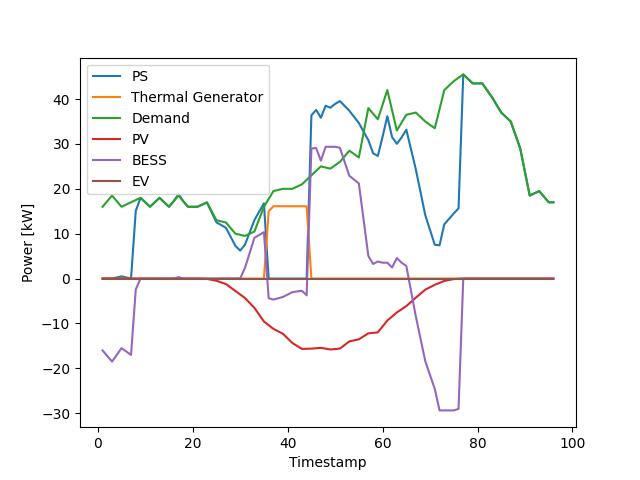 PS
Thermal Generator
Demand
PV
BESS
EV
Power [kW]
40
30
20
10
0
−10
−20
−30
0
20
40
60
80
100
Timestamp